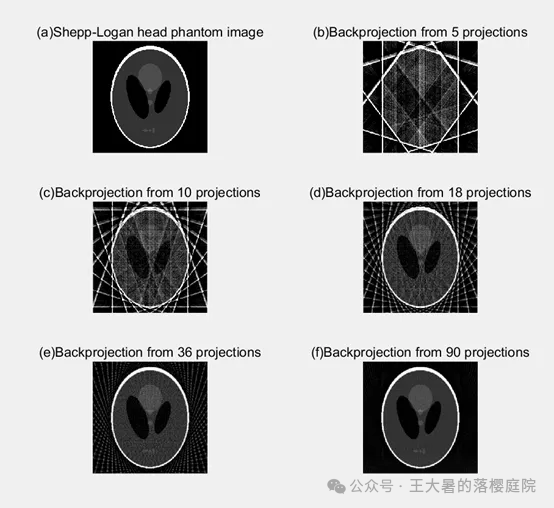 (a)Shepp-Logan head phantom image
(b)Backprojection from 5 projections
(c)Backprojection from 10 projections
(d)Backprojection from 18 projections
(e)Backprojection from 36 projections
(f)Backprojection from 90 projections
公众号 · 王大暑的落樱庭院